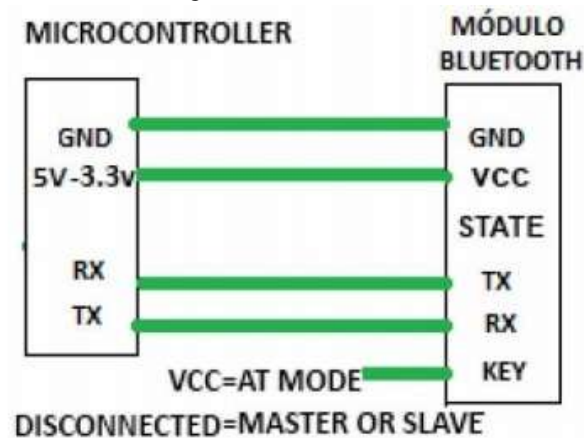 MICROCONTROLLER
MÓDULO
BLUETOOTH
GND
GND
5V-3.3v
VCC
STATE
RX
TX
TX
RX
VCC=AT MODE
KEY
DISCONNECTED=MASTER OR SLAVE